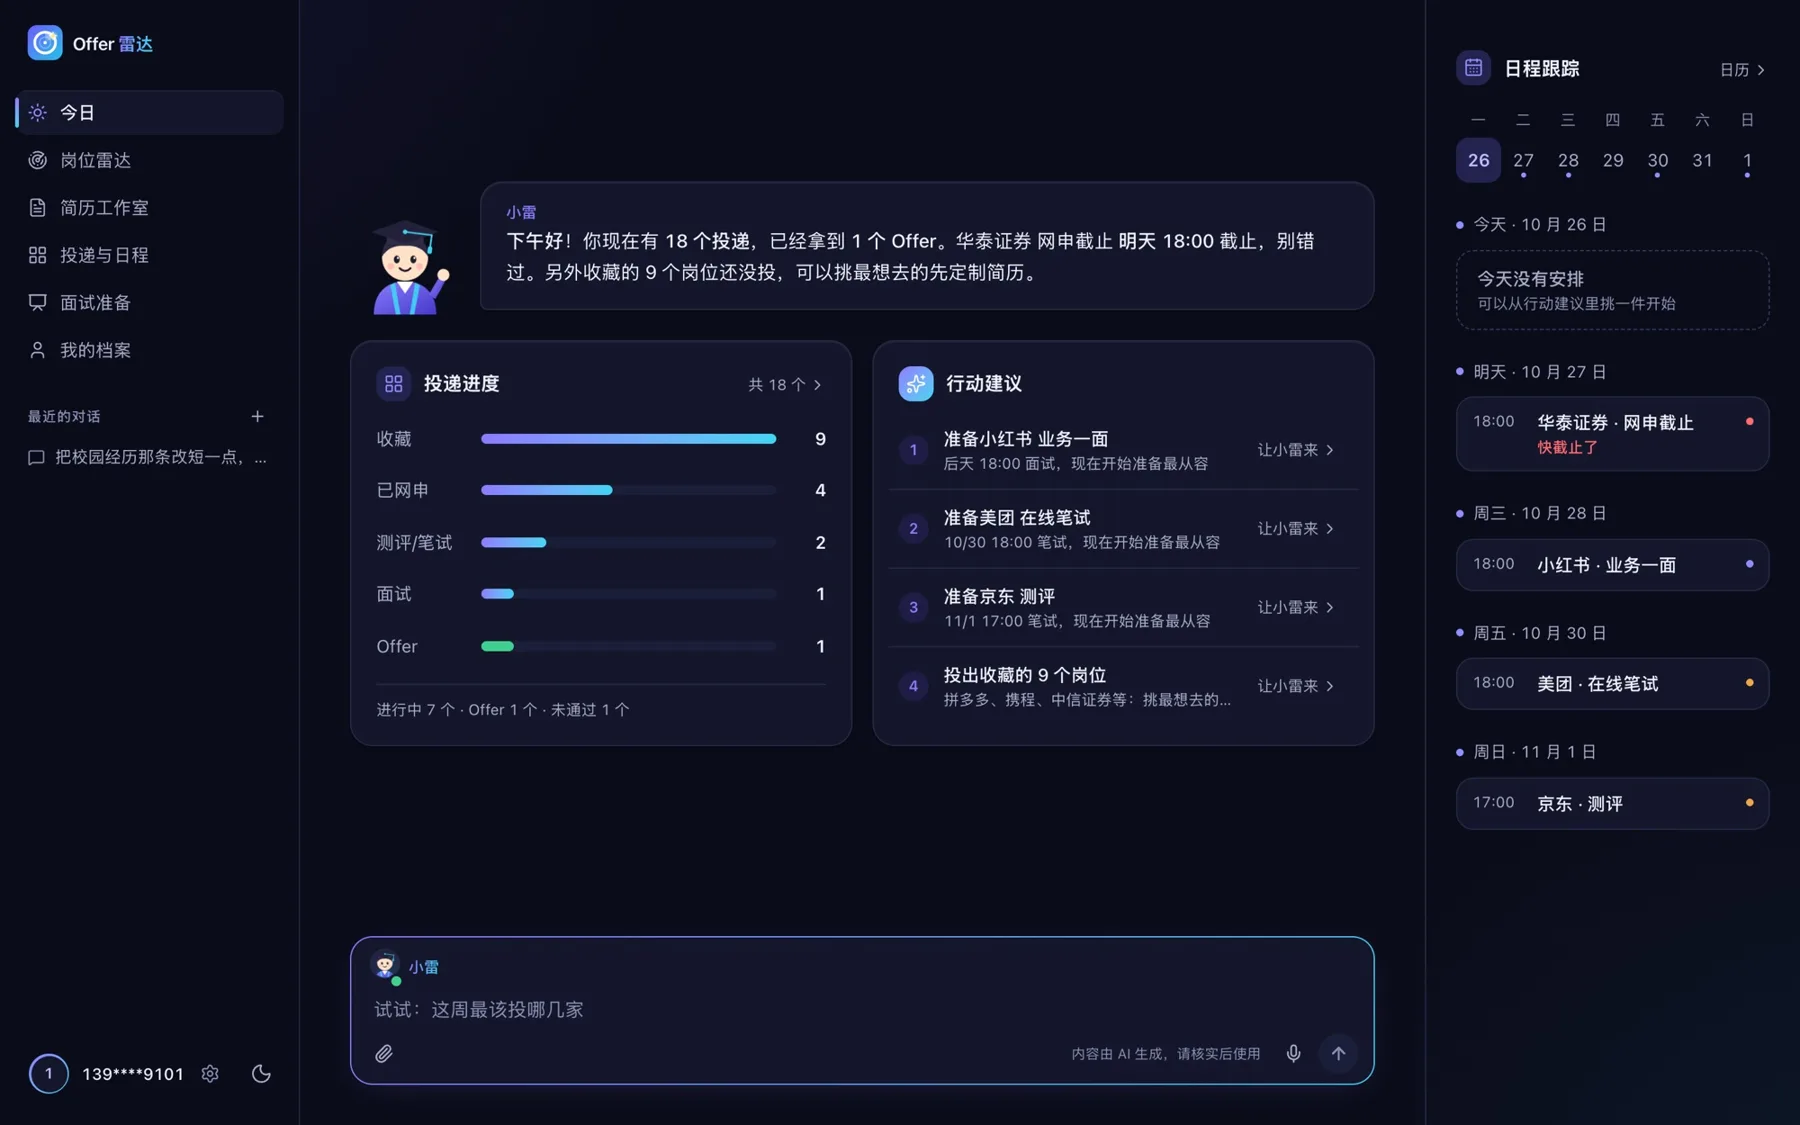 Offer 雷达
今日
岗位雷达
简历工作室
投递与日程
面试准备
我的档案
最近的对话
把校园经历那条改短一点，...
1
139****9101
小雷
下午好！你现在有 18 个投递，已经拿到 1 个 Offer。华泰证券 网申截止 明天 18:00 截止，别错
过。另外收藏的 9 个岗位还没投，可以挑最想去的先定制简历。
投递进度
共 18 个
收藏 9
已网申 4
测评/笔试 2
面试 1
Offer 1
进行中 7 个 · Offer 1 个 · 未通过 1 个
行动建议
1
准备小红书 业务一面
后天 18:00 面试，现在开始准备最从容
让小雷来
2
准备美团 在线笔试
10/30 18:00 笔试，现在开始准备最从容
让小雷来
3
准备京东 测评
11/1 17:00 笔试，现在开始准备最从容
让小雷来
4
投出收藏的 9 个岗位
拼多多、携程、中信证券等：挑最想去的...
让小雷来
小雷
试试：这周最该投哪几家
内容由 AI 生成，请核实后使用
日程跟踪
日历
一 二 三 四 五 六 日
26 27 28 29 30 31 1
今天 · 10 月 26 日
今天没有安排
可以从行动建议里挑一件开始
明天 · 10 月 27 日
18:00 华泰证券 · 网申截止
快截止了
周三 · 10 月 28 日
18:00 小红书 · 业务一面
周五 · 10 月 30 日
18:00 美团 · 在线笔试
周日 · 11 月 1 日
17:00 京东 · 测评